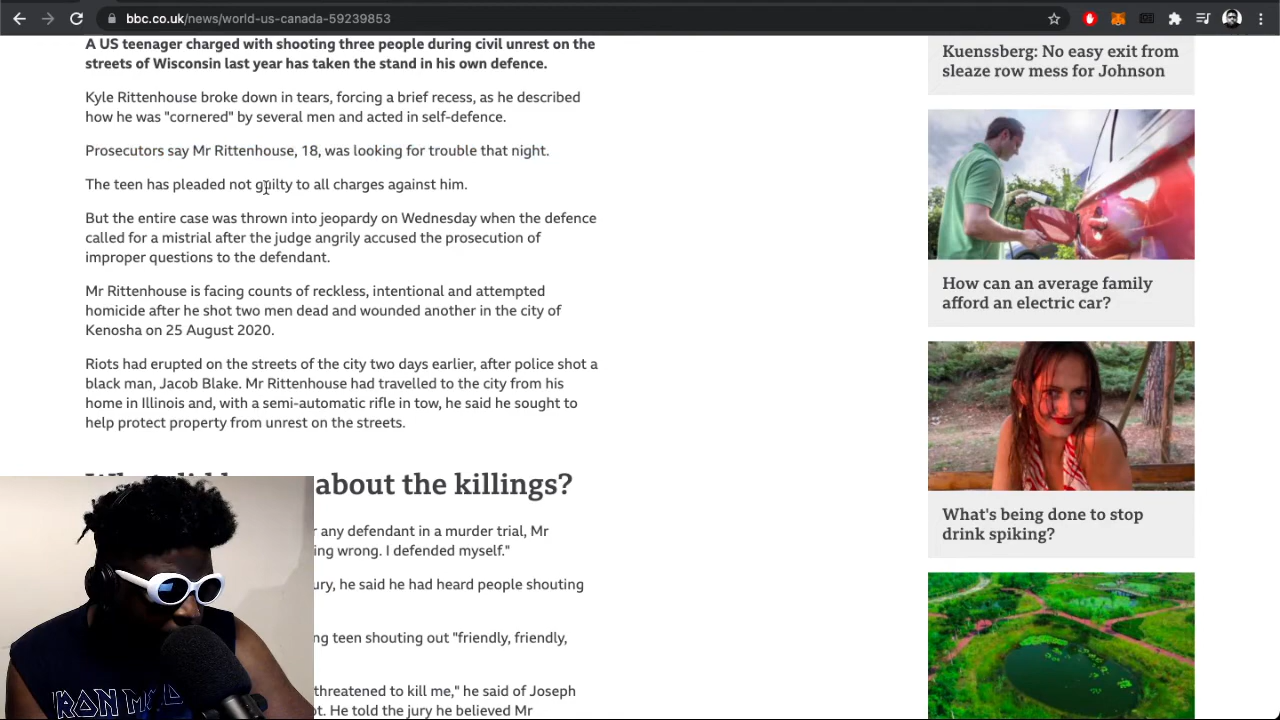 bbc.co.uk/news/world-us-canada-59239853
A US teenager charged with shooting three people during civil unrest on the
streets of Wisconsin last year has taken the stand in his own defence.
Kyle Rittenhouse broke down in tears, forcing a brief recess, as he described
how he was "cornered" by several men and acted in self-defence.
Prosecutors say Mr Rittenhouse, 18, was looking for trouble that night.
The teen has pleaded not guilty to all charges against him.
But the entire case was thrown into jeopardy on Wednesday when the defence
called for a mistrial after the judge angrily accused the prosecution of
improper questions to the defendant.
Mr Rittenhouse is facing counts of reckless, intentional and attempted
homicide after he shot two men dead and wounded another in the city of
Kenosha on 25 August 2020.
Riots had erupted on the streets of the city two days earlier, after police shot a
black man, Jacob Blake. Mr Rittenhouse had travelled to the city from his
home in Illinois and, with a semi-automatic rifle in tow, he said he sought to
help protect property from unrest on the streets.
about the killings?
any defendant in a murder trial, Mr
wrong. I defended myself."
he said he had heard people shouting
teen shouting out "friendly, friendly,
threatened to kill me," he said of Joseph
He told the jury he believed Mr
IRON
Kuenssberg: No easy exit from
sleaze row mess for Johnson
How can an average family
afford an electric car?
What's being done to stop
drink spiking?